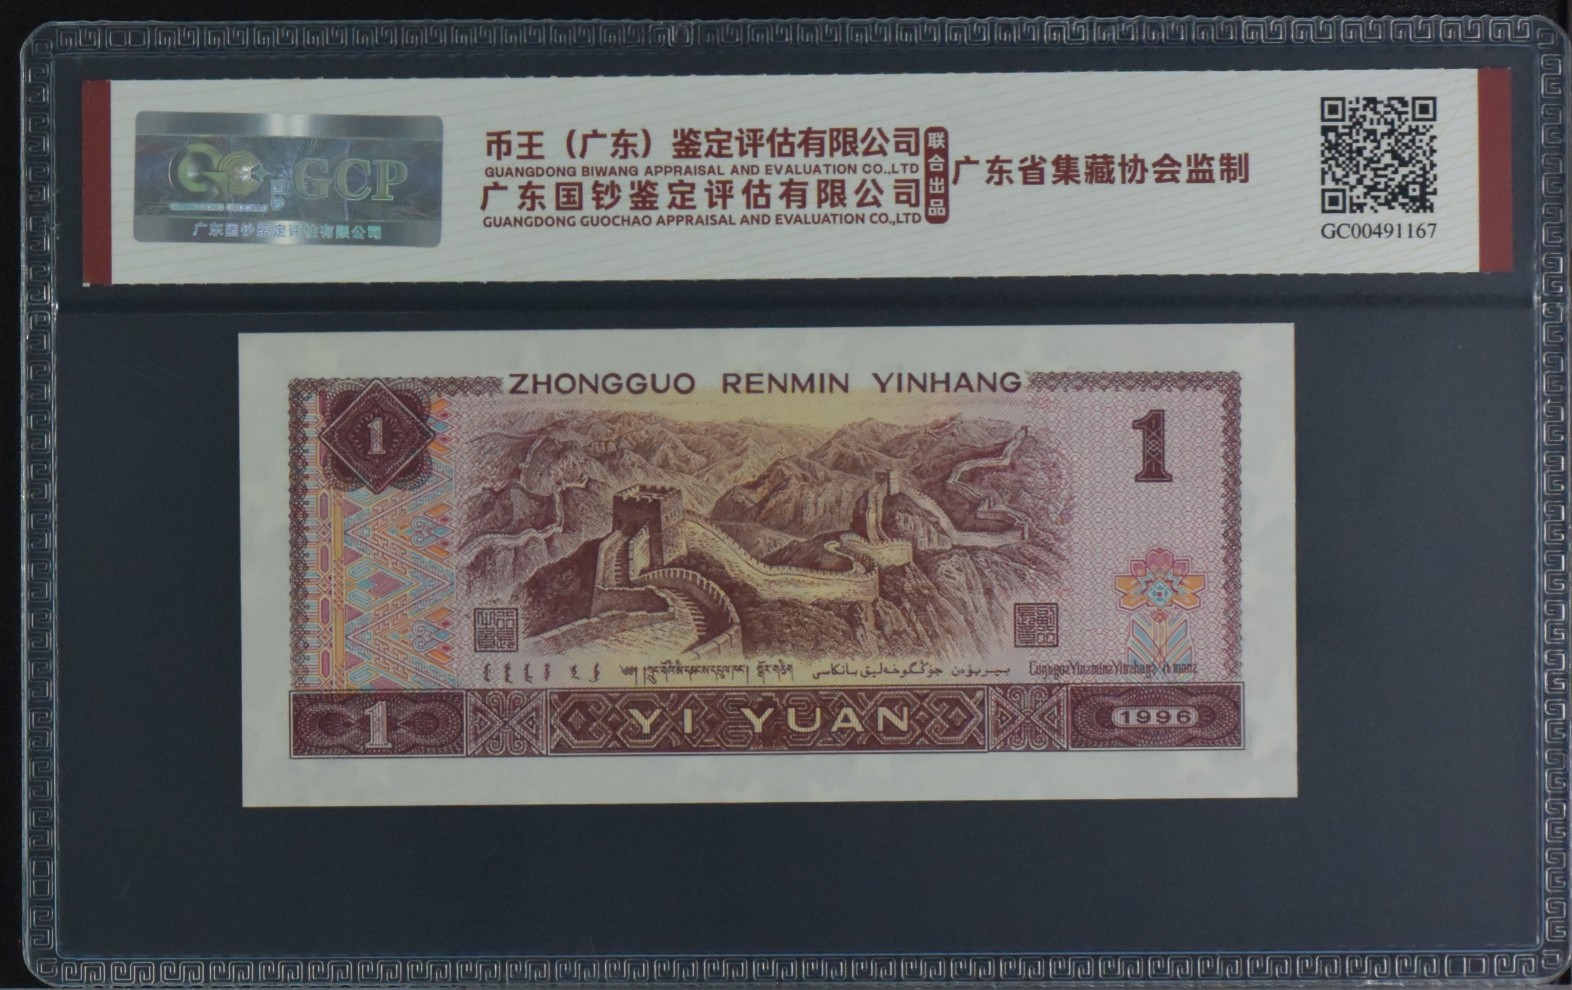 GCP
GUANGDONG GUOCHAO
广东国钞鉴定评估有限公司
币王（广东）鉴定评估有限公司
GUANGDONG BIWANG APPRAISAL AND EVALUATION CO.,LTD
广东国钞鉴定评估有限公司
GUANGDONG GUOCHAO APPRAISAL AND EVALUATION CO.,LTD
联合出品
广东省集藏协会监制
GC00491167
ZHONGGUO RENMIN YINHANG
1
1
1
YI YUAN
1996